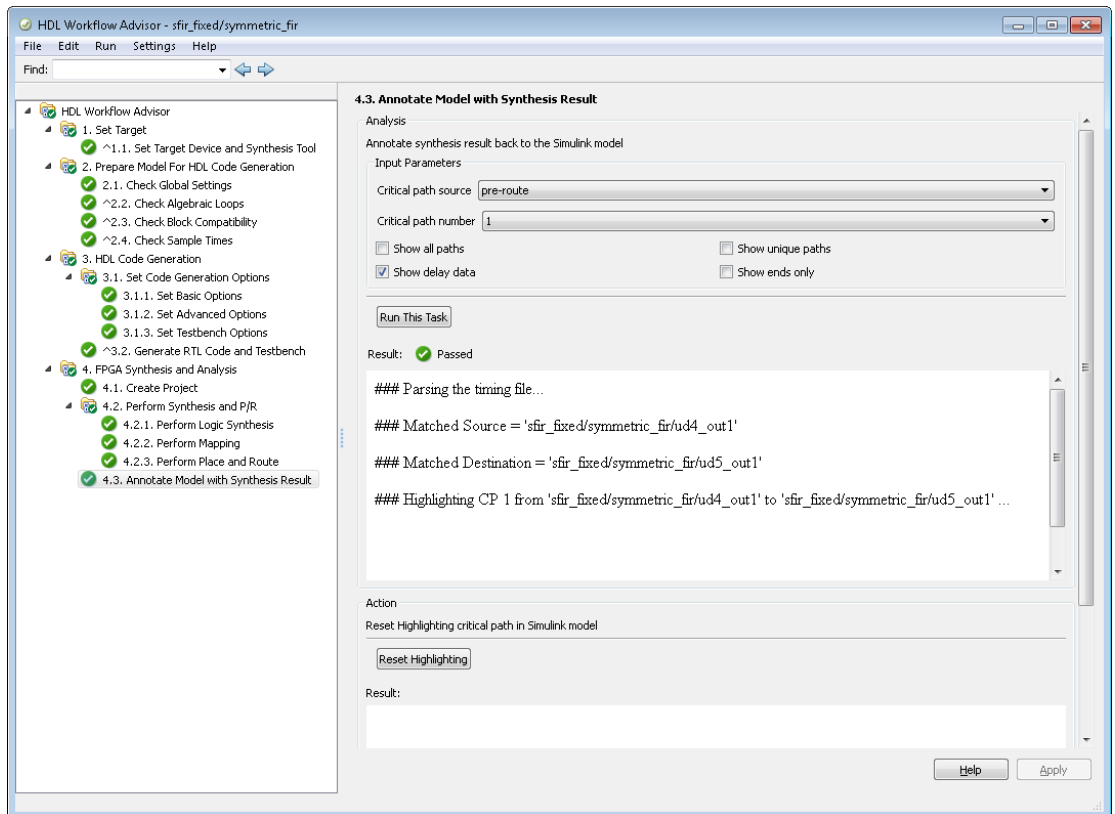 HDL Workflow Advisor - sfir_fixed/symmetric_fir
File Edit Run Settings Help
Find:
HDL Workflow Advisor
1. Set Target
^1.1. Set Target Device and Synthesis Tool
2. Prepare Model For HDL Code Generation
2.1. Check Global Settings
^2.2. Check Algebraic Loops
^2.3. Check Block Compatibility
^2.4. Check Sample Times
3. HDL Code Generation
3.1. Set Code Generation Options
3.1.1. Set Basic Options
3.1.2. Set Advanced Options
3.1.3. Set Testbench Options
^3.2. Generate RTL Code and Testbench
4. FPGA Synthesis and Analysis
4.1. Create Project
4.2. Perform Synthesis and P/R
4.2.1. Perform Logic Synthesis
4.2.2. Perform Mapping
4.2.3. Perform Place and Route
4.3. Annotate Model with Synthesis Result
4.3. Annotate Model with Synthesis Result
Analysis
Annotate synthesis result back to the Simulink model
Input Parameters
Critical path source pre-route
Critical path number 1
Show all paths Show unique paths
Show delay data Show ends only
Run This Task
Result: Passed
### Parsing the timing file...
### Matched Source = 'sfir_fixed/symmetric_fir/ud4_out1'
### Matched Destination = 'sfir_fixed/symmetric_fir/ud5_out1'
### Highlighting CP 1 from 'sfir_fixed/symmetric_fir/ud4_out1' to 'sfir_fixed/symmetric_fir/ud5_out1' ...
Action
Reset Highlighting critical path in Simulink model
Reset Highlighting
Result:
Help Apply